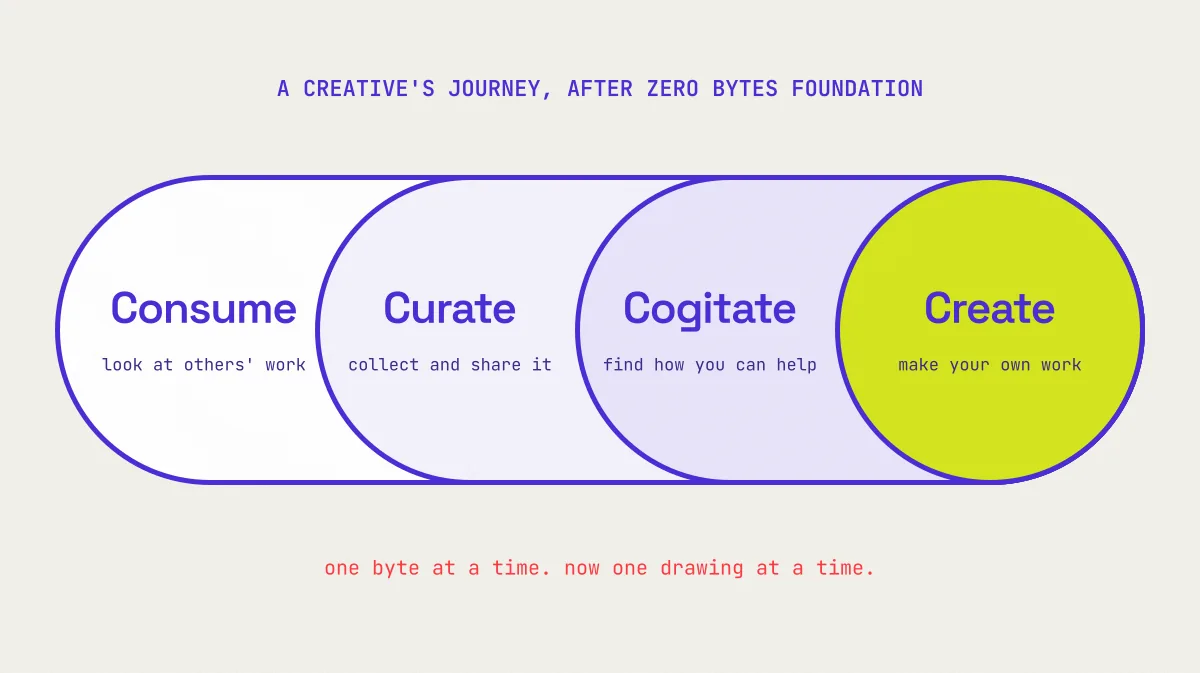 A CREATIVE'S JOURNEY, AFTER ZERO BYTES FOUNDATION
Consume
look at others' work
Curate
collect and share it
Cogitate
find how you can help
Create
make your own work
one byte at a time. now one drawing at a time.